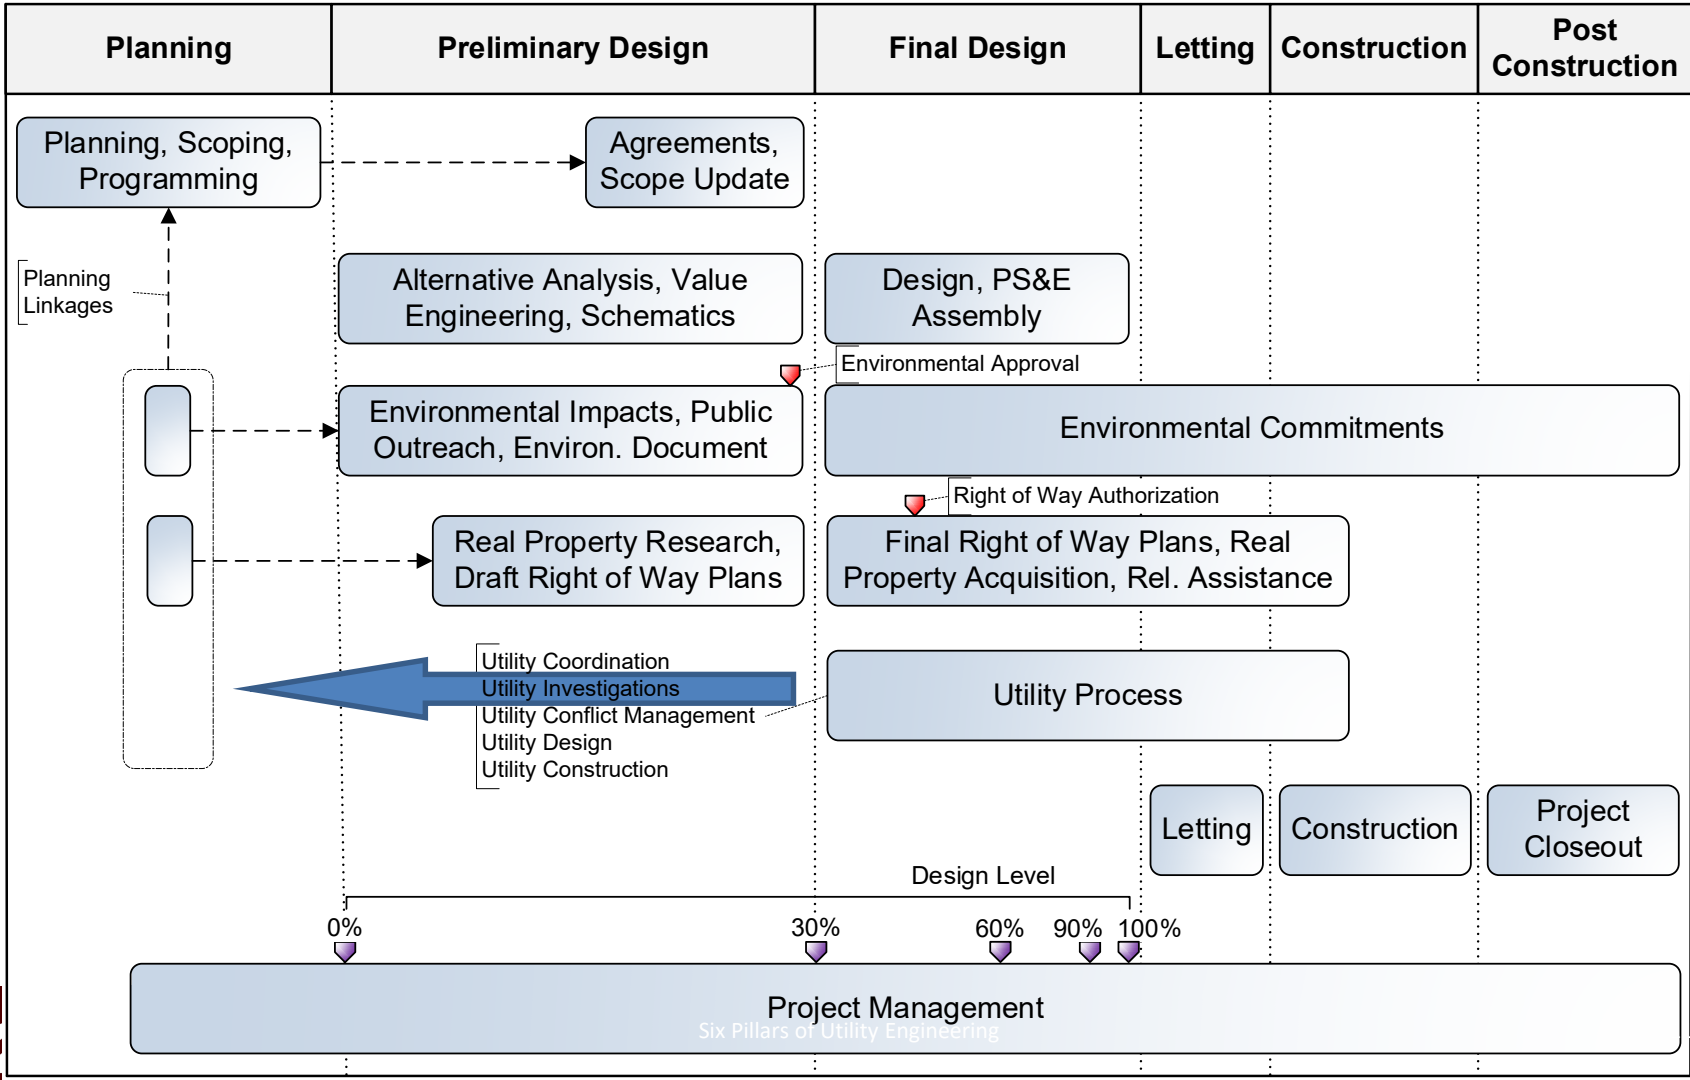 Planning
Preliminary Design
Final Design
Letting
Construction
Post
Construction
Planning, Scoping,
Programming
Agreements,
Scope Update
Planning
Linkages
Alternative Analysis, Value
Engineering, Schematics
Design, PS&E
Assembly
Environmental Approval
Environmental Impacts, Public
Outreach, Environ. Document
Environmental Commitments
Right of Way Authorization
Real Property Research,
Draft Right of Way Plans
Final Right of Way Plans, Real
Property Acquisition, Rel. Assistance
Utility Coordination
Utility Investigations
Utility Conflict Management
Utility Design
Utility Construction
Utility Process
Letting
Construction
Project
Closeout
Design Level
0%
30%
60%
90%
100%
Project Management
Six Pillars of Utility Engineering